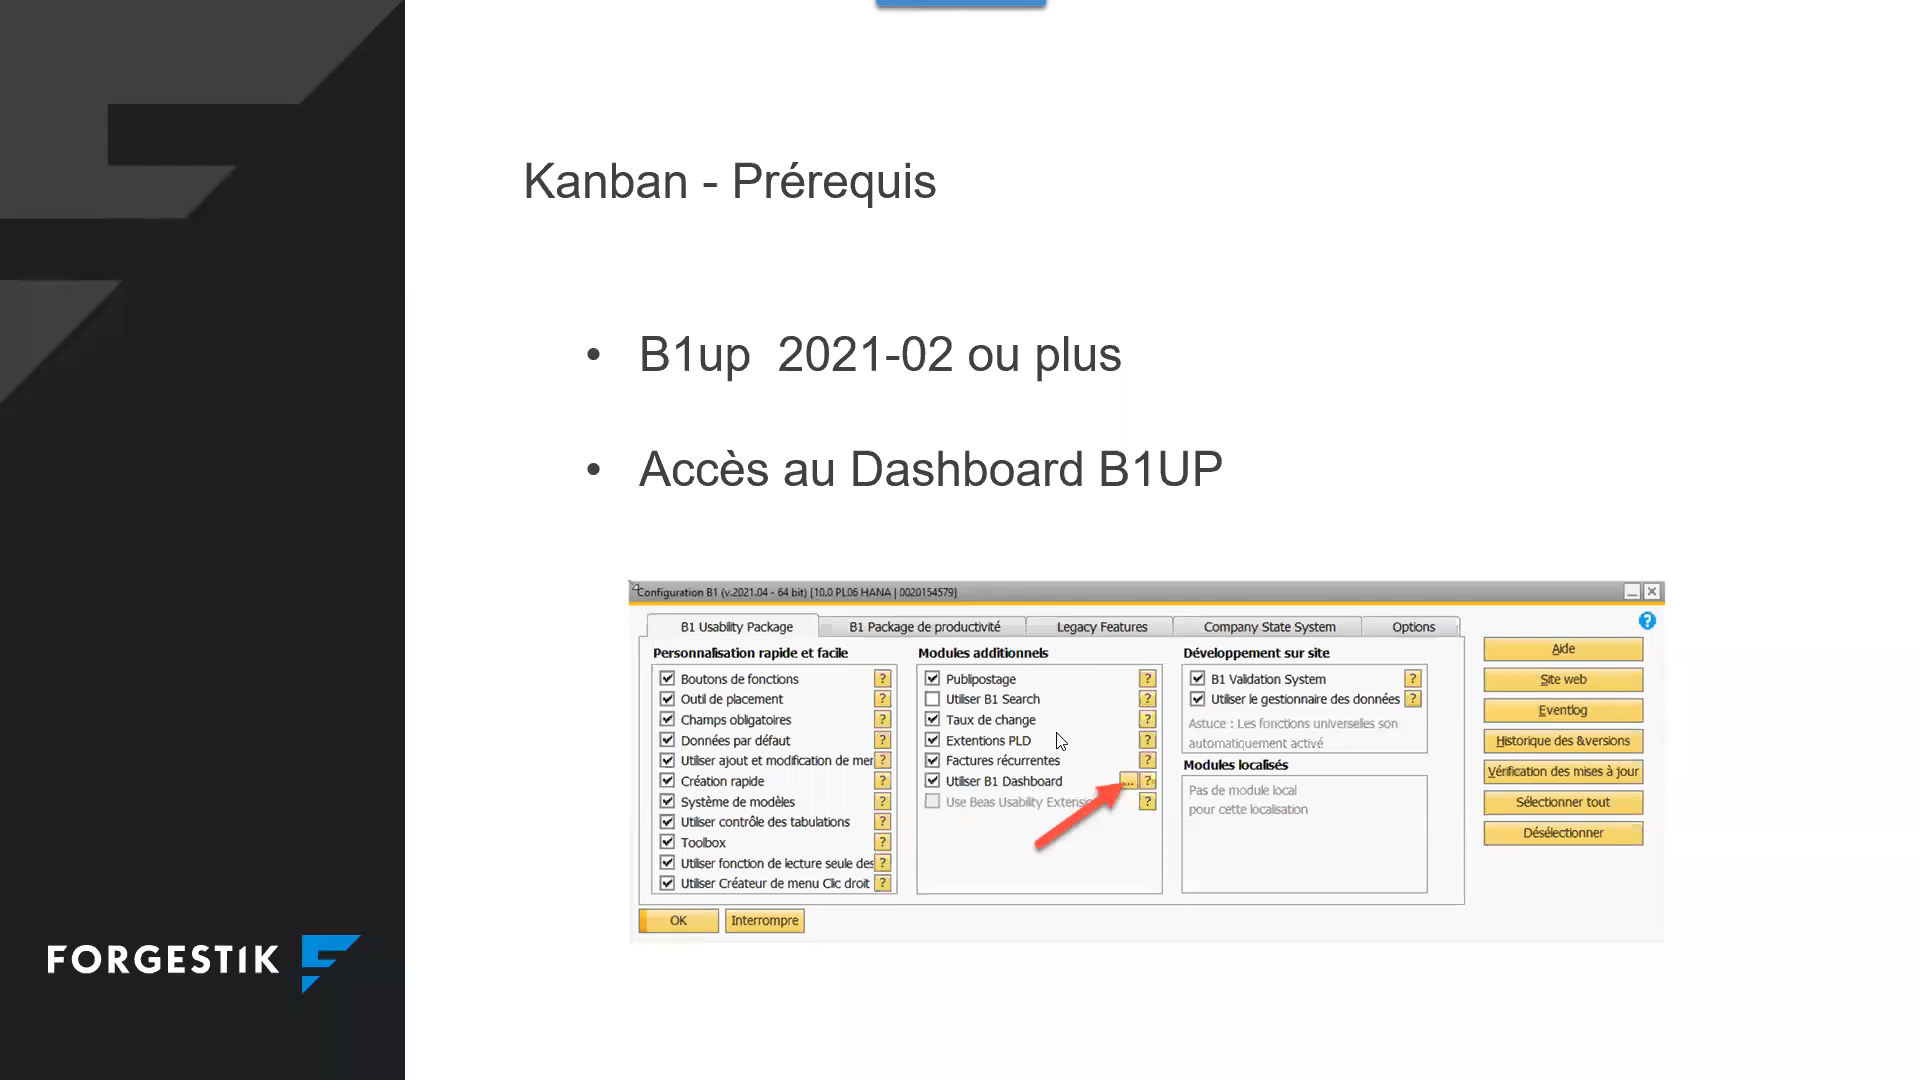 Kanban - Prérequis
• B1up 2021-02 ou plus
• Accès au Dashboard B1UP
Configuration B1 (v.2021.04 - 64 bit) [10.0 PL06 HANA | 0020154579]
B1 Usability Package
B1 Package de productivité
Legacy Features
Company State System
Options
Personnalisation rapide et facile
Boutons de fonctions ?
Outil de placement ?
Champs obligatoires ?
Données par défaut ?
Utiliser ajout et modification de mer ?
Création rapide ?
Système de modèles ?
Utiliser contrôle des tabulations ?
Toolbox ?
Utiliser fonction de lecture seule des ?
Utiliser Créateur de menu Clic droit ?
Modules additionnels
Publipostage ?
Utiliser B1 Search ?
Taux de change ?
Extentions PLD ?
Factures récurrentes ?
Utiliser B1 Dashboard ... ?
Use Beas Usability Extensio ?
Développement sur site
B1 Validation System ?
Utiliser le gestionnaire des données ?
Astuce : Les fonctions universelles son
automatiquement activé
Modules localisés
Pas de module local
pour cette localisation
?
Aide
Site web
Eventlog
Historique des &versions
Vérification des mises à jour
Sélectionner tout
Désélectionner
OK
Interrompre
FORGESTIK